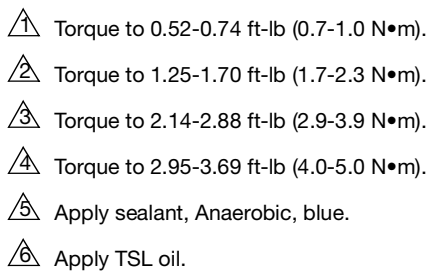 1 Torque to 0.52-0.74 ft-lb (0.7-1.0 N•m).
2 Torque to 1.25-1.70 ft-lb (1.7-2.3 N•m).
3 Torque to 2.14-2.88 ft-lb (2.9-3.9 N•m).
4 Torque to 2.95-3.69 ft-lb (4.0-5.0 N•m).
5 Apply sealant, Anaerobic, blue.
6 Apply TSL oil.